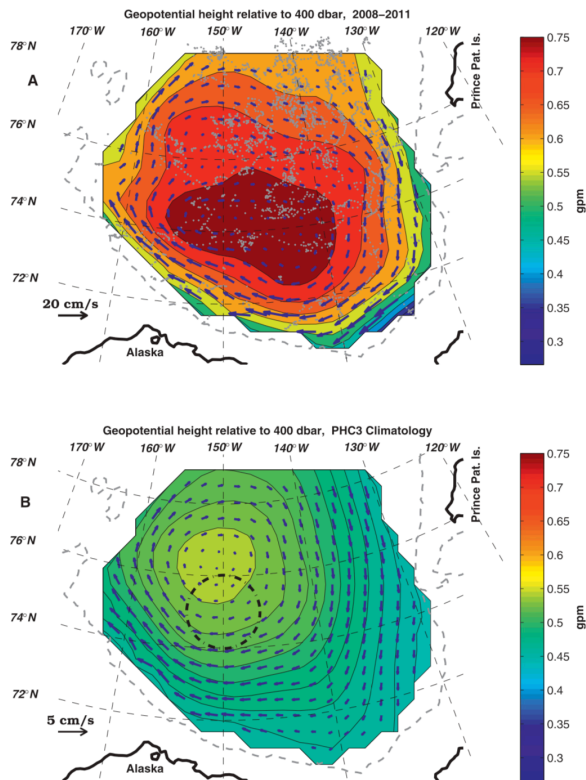 Geopotential height relative to 400 dbar, 2008–2011
170°W 160°W 150°W 140°W 130°W 120°W
78°N
A
76°N
74°N
72°N
20 cm/s
Alaska
Prince Pat. Is.
0.75
0.7
0.65
0.6
0.55
0.5
0.45
0.4
0.35
0.3
gpm
Geopotential height relative to 400 dbar, PHC3 Climatology
170°W 160°W 150°W 140°W 130°W 120°W
78°N
B
76°N
74°N
72°N
5 cm/s
Alaska
Prince Pat. Is.
0.75
0.7
0.65
0.6
0.55
0.5
0.45
0.4
0.35
0.3
gpm